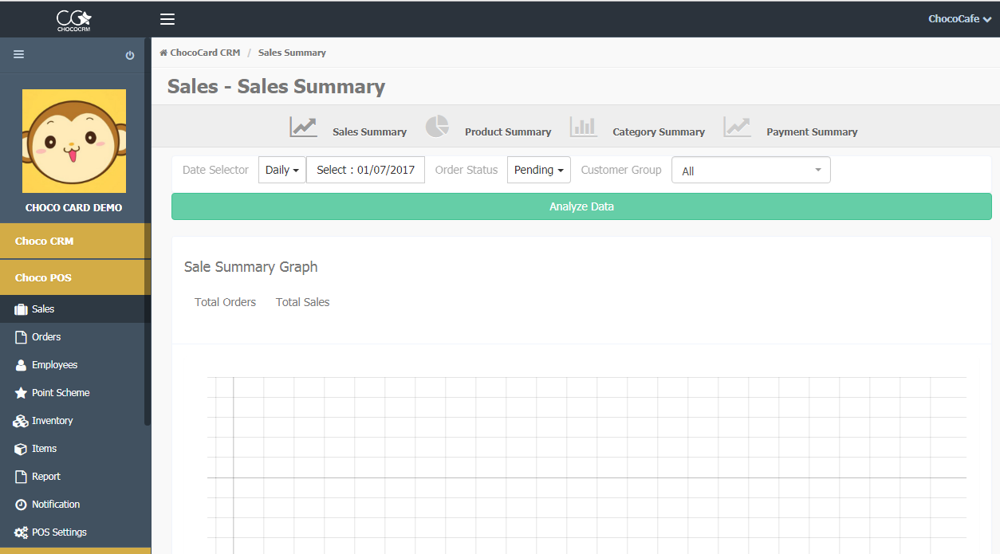 CHOCOCRM
ChocoCafe
ChocoCard CRM / Sales Summary
Sales - Sales Summary
Sales Summary Product Summary Category Summary Payment Summary
Date Selector Daily Select : 01/07/2017 Order Status Pending Customer Group All
Analyze Data
Sale Summary Graph
Total Orders Total Sales
CHOCO CARD DEMO
Choco CRM
Choco POS
Sales
Orders
Employees
Point Scheme
Inventory
Items
Report
Notification
POS Settings